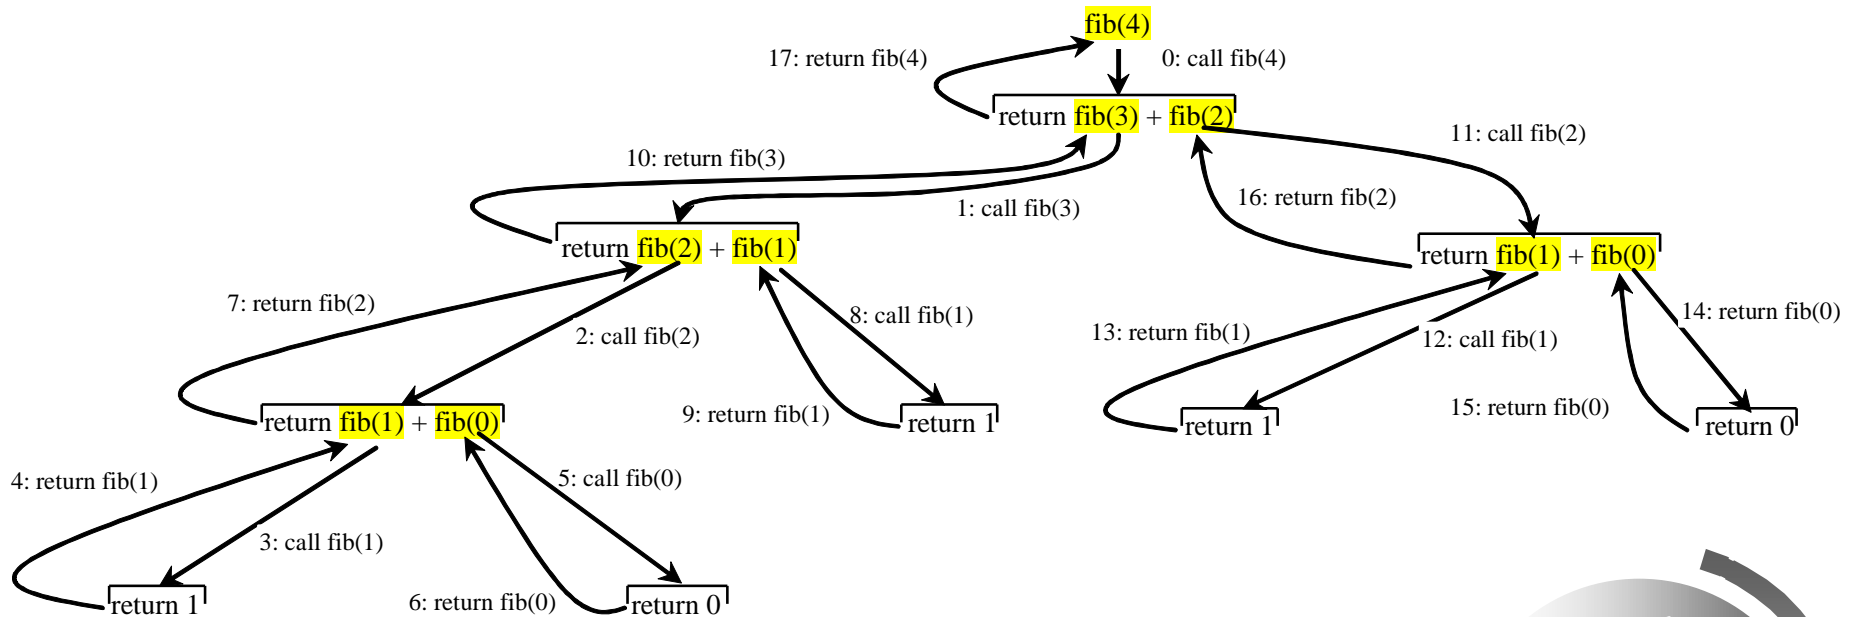 fib(4)
17: return fib(4)
0: call fib(4)
return fib(3) + fib(2)
11: call fib(2)
10: return fib(3)
16: return fib(2)
1: call fib(3)
return fib(2) + fib(1)
return fib(1) + fib(0)
7: return fib(2)
8: call fib(1)
14: return fib(0)
2: call fib(2)
13: return fib(1)
12: call fib(1)
9: return fib(1)
15: return fib(0)
return fib(1) + fib(0)
return 1
return 1
return 0
4: return fib(1)
5: call fib(0)
3: call fib(1)
6: return fib(0)
return 1
return 0